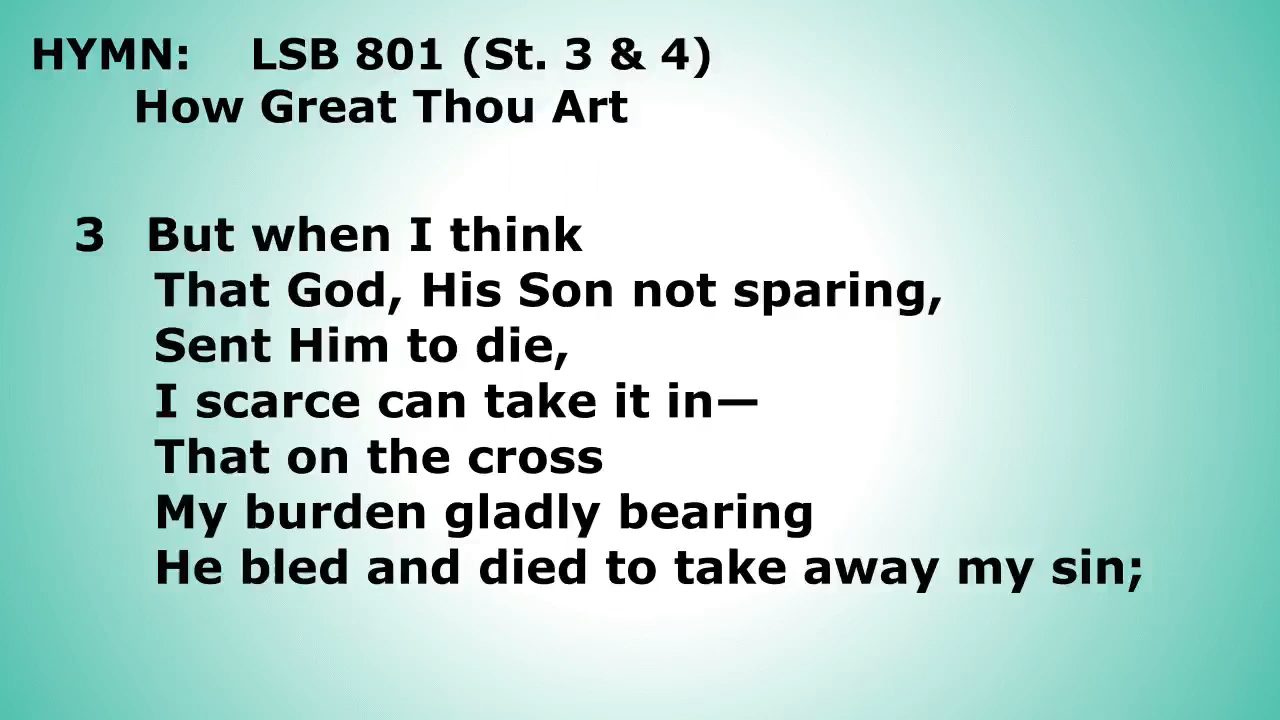 HYMN: LSB 801 (St. 3 & 4)
How Great Thou Art
3 But when I think
That God, His Son not sparing,
Sent Him to die,
I scarce can take it in—
That on the cross
My burden gladly bearing
He bled and died to take away my sin;